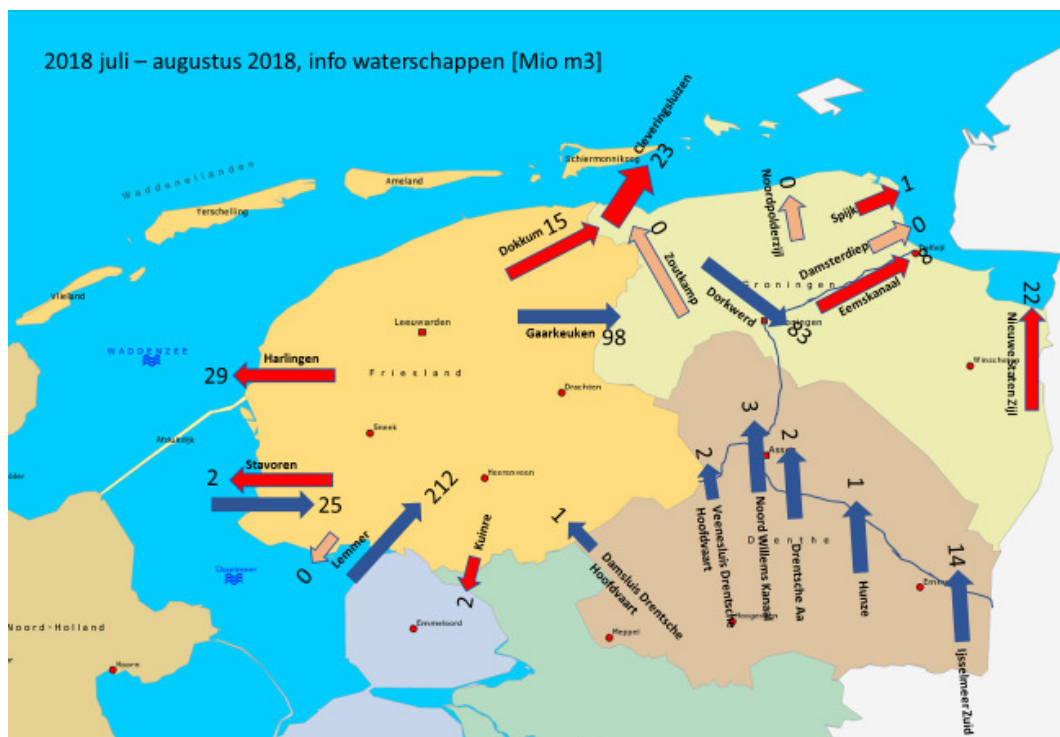 2018 juli – augustus 2018, info waterschappen [Mio m3]
Cleveringsluizen
23
Schiermonnikoog
Ameland
Waddeneilanden
Terschelling
Vlieland
Dokkum
15
0
Zoutkamp
0
Noordpolderzijl
Spijk
1
0
Damsterdiep
Delfzijl
8
Eemskanaal
Groningen
Dorkwerd
83
22
Nieuwe Staten Zijl
Leeuwarden
Gaarkeuken
98
WADDENZEE
Harlingen
29
Friesland
Drachten
Sneek
Afsluitdijk
Stavoren
2
25
Heerenveen
212
Lemmer
0
Kuinre
2
1
Damsluis Drentsche
Hoofdvaart
2
Veenesluis Drentsche
Hoofdvaart
3
Noord Willems Kanaal
Assen
2
Drentsche Aa
Drenthe
1
Hunze
14
IJsselmeer Zuid
IJsselmeer
Emmeloord
Meppel
Noord-Holland
Hoorn